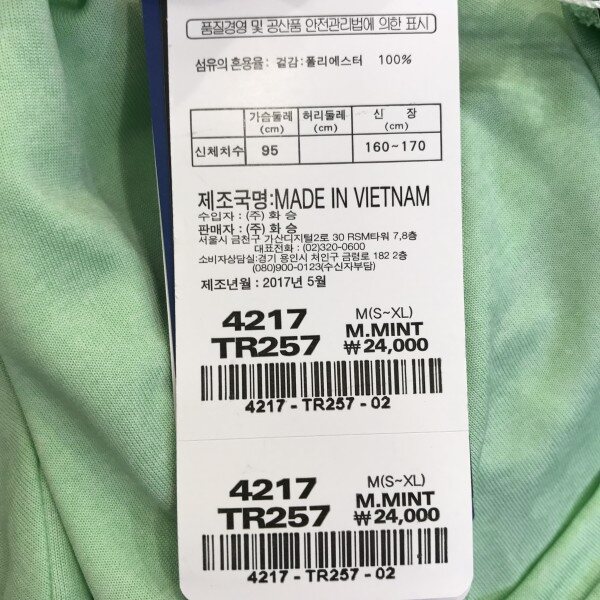 품질경영 및 공산품 안전관리법에 의한 표시
섬유의 혼용율: 겉감:폴리에스터 100%
가슴둘레 (cm) 허리둘레 (cm) 신 장 (cm)
신체치수 95 160~170
제조국명:MADE IN VIETNAM
수입자 : (주) 화 승
판매자 : (주) 화 승
서울시 금천구 가산디지털2로 30 RSM타워 7,8층
대표전화 : (02)320-0600
소비자상담실:경기 용인시 처인구 금령로 182 2층
(080)900-0123(수신자부담)
제조년월 : 2017년 5월
4217 M(S~XL)
TR257 M.MINT
₩24,000
4217 - TR257 - 02
4217 M(S~XL)
TR257 M.MINT
₩24,000
4217 - TR257 - 02